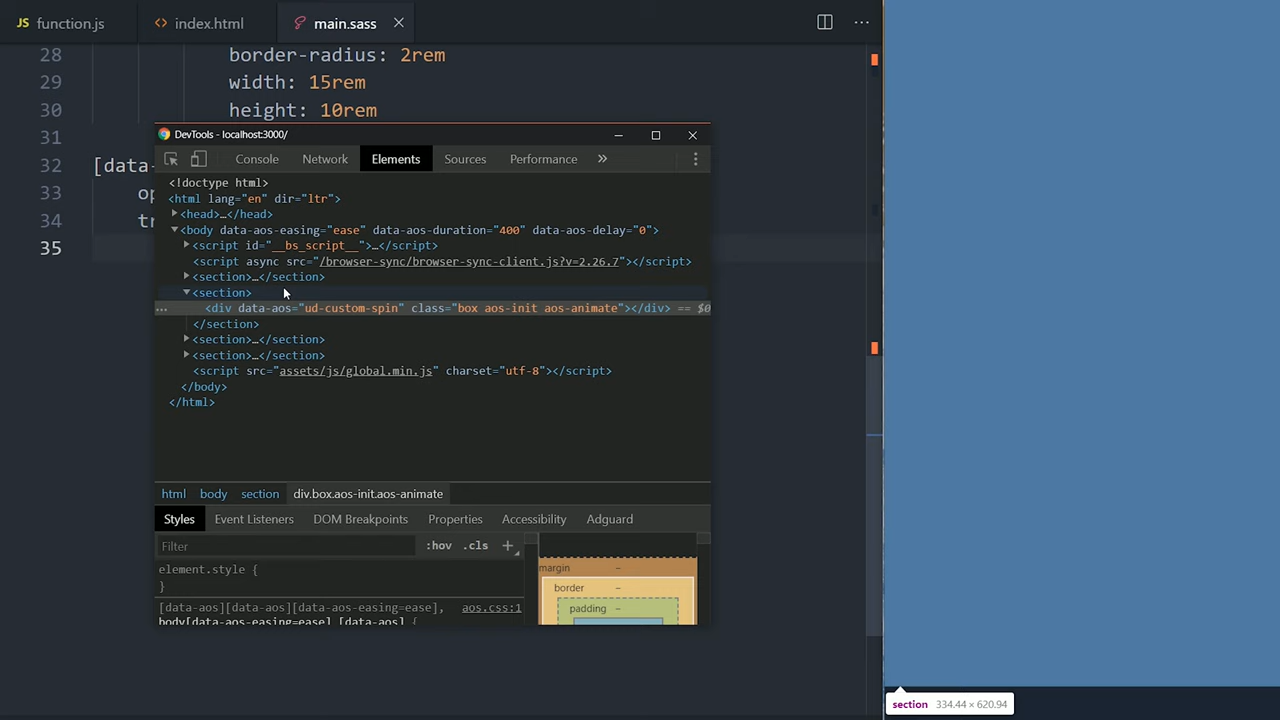 JS function.js <> index.html main.sass
28 border-radius: 2rem
29 width: 15rem
30 height: 10rem
31
DevTools - localhost:3000/
32 [data-
Console Network Elements Sources Performance »
<!doctype html>
33 op
<html lang="en" dir="ltr">
<head>…</head>
34 tr
<body data-aos-easing="ease" data-aos-duration="400" data-aos-delay="0">
35
<script id="__bs_script__">…</script>
<script async src="/browser-sync/browser-sync-client.js?v=2.26.7"></script>
<section>…</section>
<section>
… <div data-aos="ud-custom-spin" class="box aos-init aos-animate"></div> == $0
</section>
<section>…</section>
<section>…</section>
<script src="assets/js/global.min.js" charset="utf-8"></script>
</body>
</html>
html body section div.box.aos-init.aos-animate
Styles Event Listeners DOM Breakpoints Properties Accessibility Adguard
Filter :hov .cls +
element.style {
}
[data-aos][data-aos][data-aos-easing=ease], aos.css:1
body[data-aos-easing=ease] [data-aos] {
margin –
border –
padding –
section 334.44 × 620.94